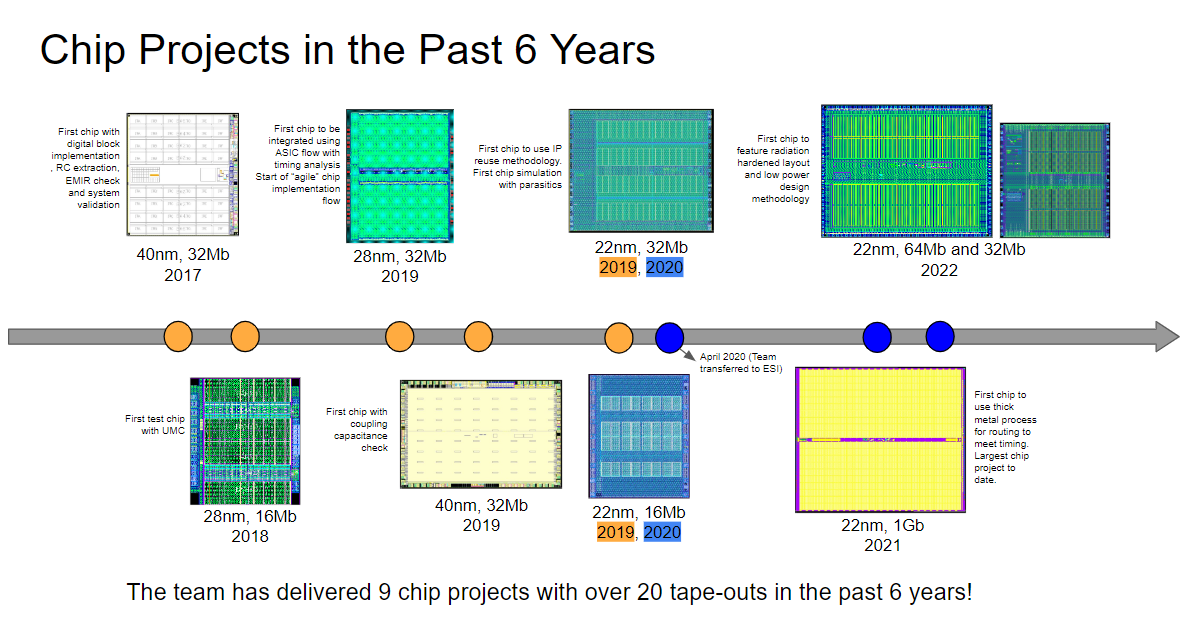 Chip Projects in the Past 6 Years
First chip with
digital block
implementation
, RC extraction,
EMIR check
and system
validation
40nm, 32Mb
2017
First chip to be
integrated using
ASIC flow with
timing analysis
Start of “agile” chip
implementation
flow
28nm, 32Mb
2019
First chip to use IP
reuse methodology.
First chip simulation
with parasitics
22nm, 32Mb
2019, 2020
First chip to
feature radiation
hardened layout
and low power
design
methodology
22nm, 64Mb and 32Mb
2022
April 2020 (Team
transferred to ESI)
First test chip
with UMC
28nm, 16Mb
2018
First chip with
coupling
capacitance
check
40nm, 32Mb
2019
22nm, 16Mb
2019, 2020
22nm, 1Gb
2021
First chip to
use thick
metal process
for routing to
meet timing.
Largest chip
project to
date.
The team has delivered 9 chip projects with over 20 tape-outs in the past 6 years!